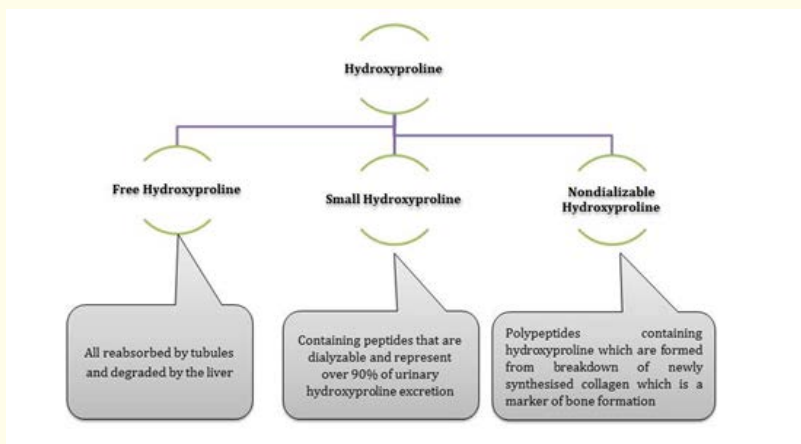 Hydroxyproline
Free Hydroxyproline
Small Hydroxyproline
Nondializable
Hydroxyproline
All reabsorbed by tubules
and degraded by the liver
Containing peptides that are
dialyzable and represent
over 90% of urinary
hydroxyproline excretion
Polypeptides containing
hydroxyproline which are formed
from breakdown of newly
synthesised collagen which is a
marker of bone formation